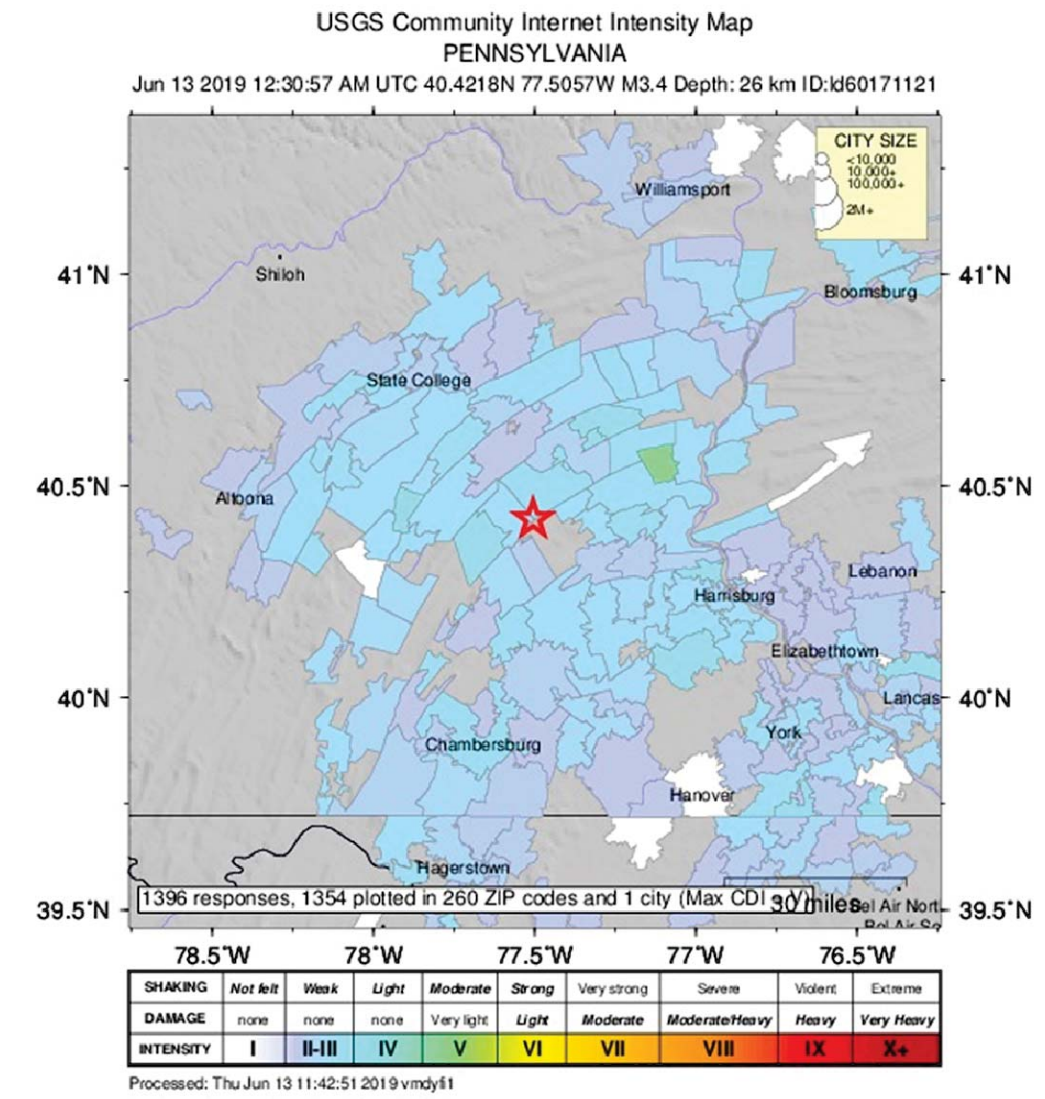 USGS Community Internet Intensity Map
PENNSYLVANIA
Jun 13 2019 12:30:57 AM UTC 40.4218N 77.5057W M3.4 Depth: 26 km ID:ld60171121
CITY SIZE
<10,000
10,000+
100,000+
2M+
Williamsport
41°N
Shiloh
41°N
Bloomsburg
State College
40.5°N
Altoona
40.5°N
Lebanon
Harrisburg
Elizabethtown
40°N
Lancas
40°N
York
Chambersburg
Hanover
Hagerstown
1396 responses, 1354 plotted in 260 ZIP codes and 1 city (Max CDI = V)
30 miles
Bel Air Nort
39.5°N
39.5°N
Bel Air So
78.5°W 78°W 77.5°W 77°W 76.5°W
SHAKING Not felt Weak Light Moderate Strong Very strong Severe Violent Extreme
DAMAGE none none none Very light Light Moderate Moderate/Heavy Heavy Very Heavy
INTENSITY I II-III IV V VI VII VIII IX X+
Processed: Thu Jun 13 11:42:51 2019 vmdyfi1